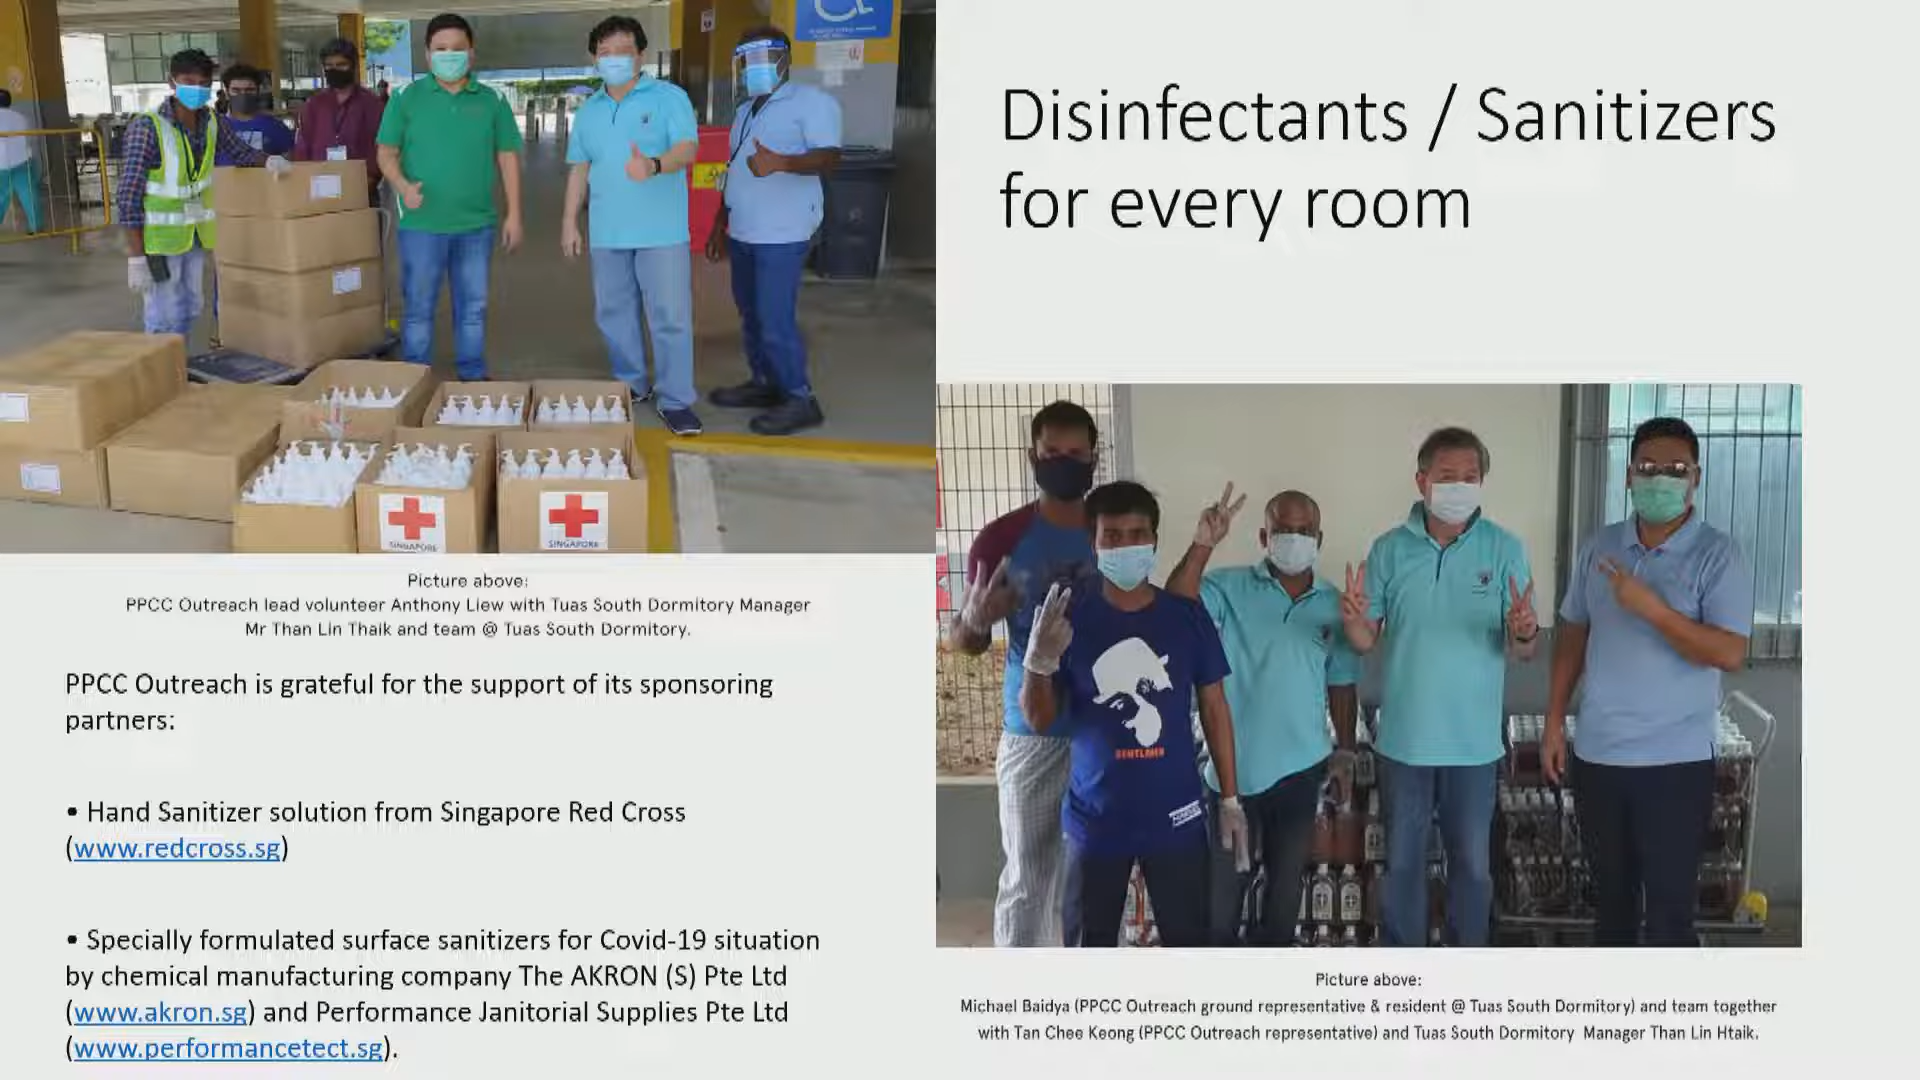 Disinfectants / Sanitizers
for every room
SINGAPORE
SINGAPORE
Picture above:
PPCC Outreach lead volunteer Anthony Liew with Tuas South Dormitory Manager
Mr Than Lin Thaik and team @ Tuas South Dormitory.
PPCC Outreach is grateful for the support of its sponsoring
partners:
• Hand Sanitizer solution from Singapore Red Cross
(www.redcross.sg)
• Specially formulated surface sanitizers for Covid-19 situation
by chemical manufacturing company The AKRON (S) Pte Ltd
(www.akron.sg) and Performance Janitorial Supplies Pte Ltd
(www.performancetect.sg).
GENTLEMEN
Picture above:
Michael Baidya (PPCC Outreach ground representative & resident @ Tuas South Dormitory) and team together
with Tan Chee Keong (PPCC Outreach representative) and Tuas South Dormitory Manager Than Lin Htaik.